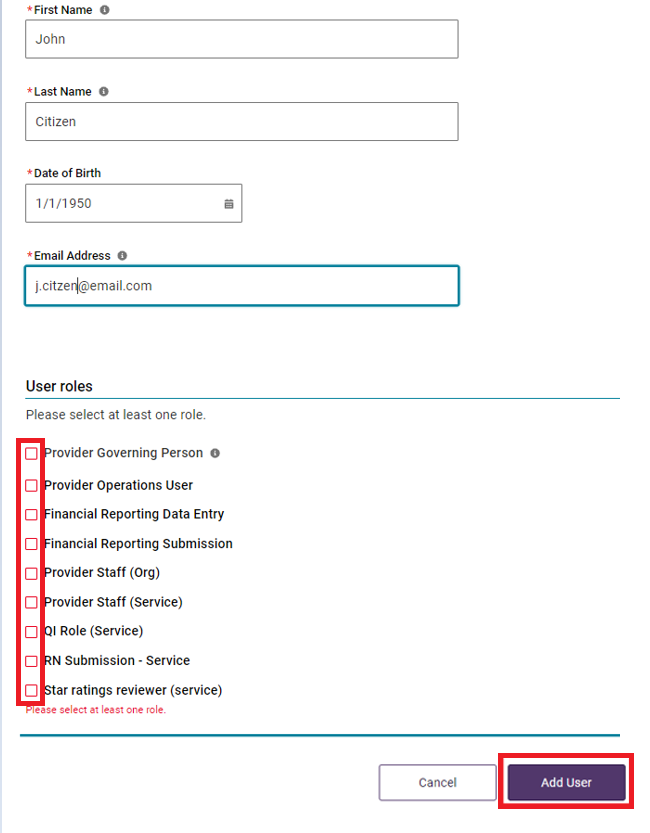 *First Name
John
*Last Name
Citizen
*Date of Birth
1/1/1950
*Email Address
j.citzen@email.com
User roles
Please select at least one role.
Provider Governing Person
Provider Operations User
Financial Reporting Data Entry
Financial Reporting Submission
Provider Staff (Org)
Provider Staff (Service)
QI Role (Service)
RN Submission - Service
Star ratings reviewer (service)
Please select at least one role.
Cancel
Add User